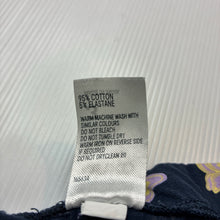 95% COTTON
5% ELASTANE
WARM MACHINE WASH WITH
SIMILAR COLOURS
DO NOT BLEACH
DO NOT TUMBLE DRY
WARM IRON ON REVERSE SIDE
IF NEEDED
DO NOT DRYCLEAN